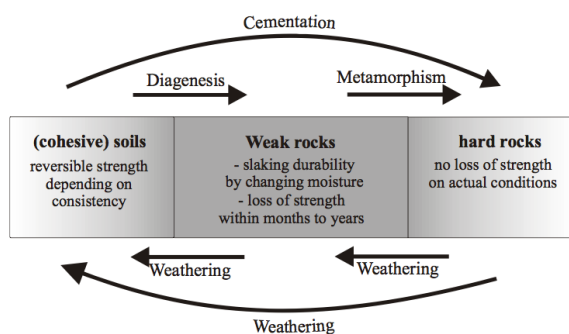 Cementation
Diagenesis
Metamorphism
(cohesive) soils
reversible strength
depending on
consistency
Weak rocks
- slaking durability
by changing moisture
- loss of strength
within months to years
hard rocks
no loss of strength
on actual conditions
Weathering
Weathering
Weathering